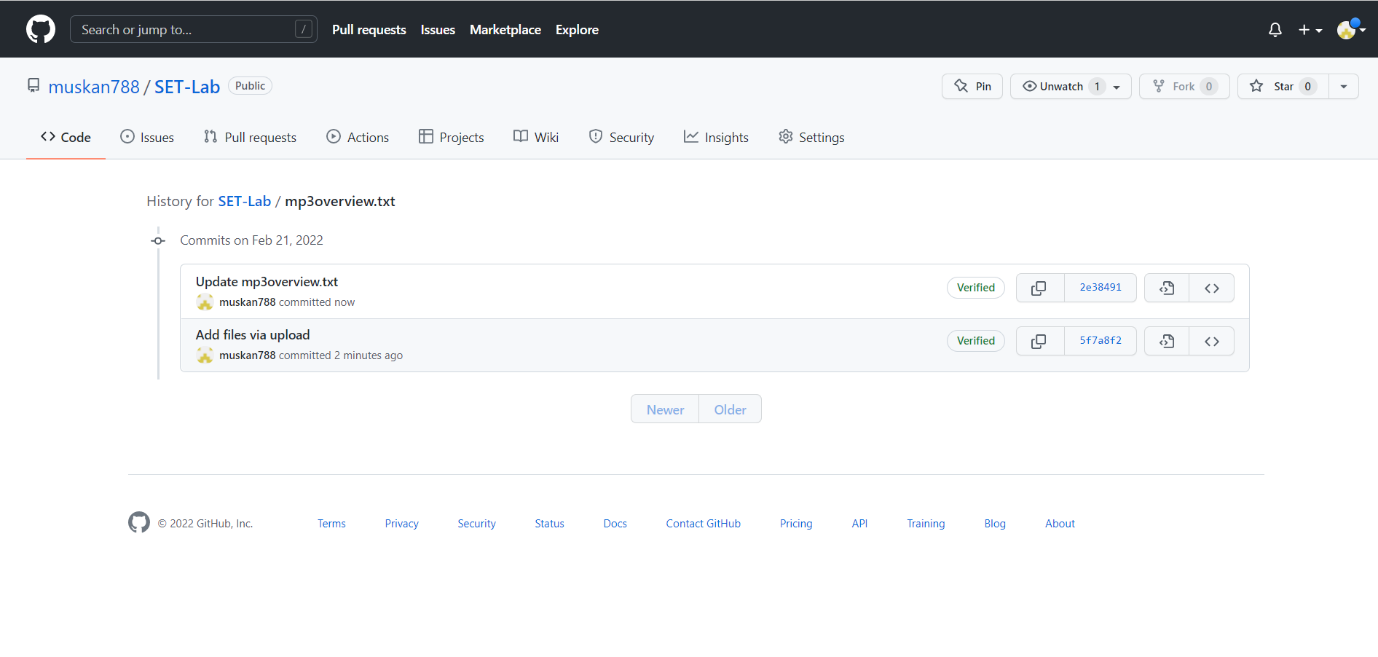 Search or jump to... / Pull requests Issues Marketplace Explore
muskan788 / SET-Lab Public Pin Unwatch 1 Fork 0 Star 0
Code Issues Pull requests Actions Projects Wiki Security Insights Settings
History for SET-Lab / mp3overview.txt
Commits on Feb 21, 2022
Update mp3overview.txt
muskan788 committed now
Verified 2e38491
Add files via upload
muskan788 committed 2 minutes ago
Verified 5f7a8f2
Newer Older
© 2022 GitHub, Inc. Terms Privacy Security Status Docs Contact GitHub Pricing API Training Blog About